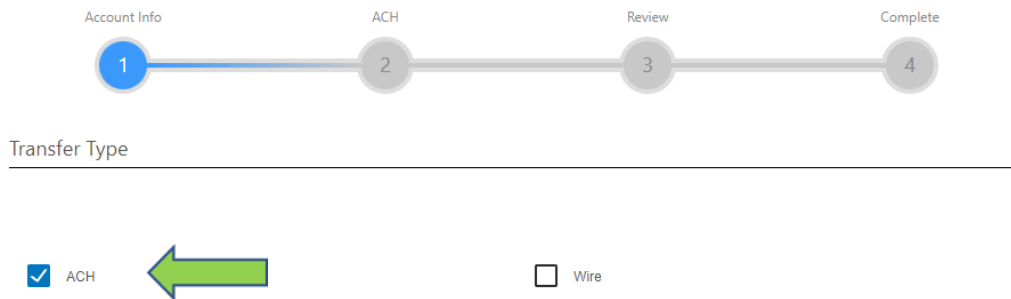 Account Info ACH Review Complete
1 2 3 4
Transfer Type
ACH Wire